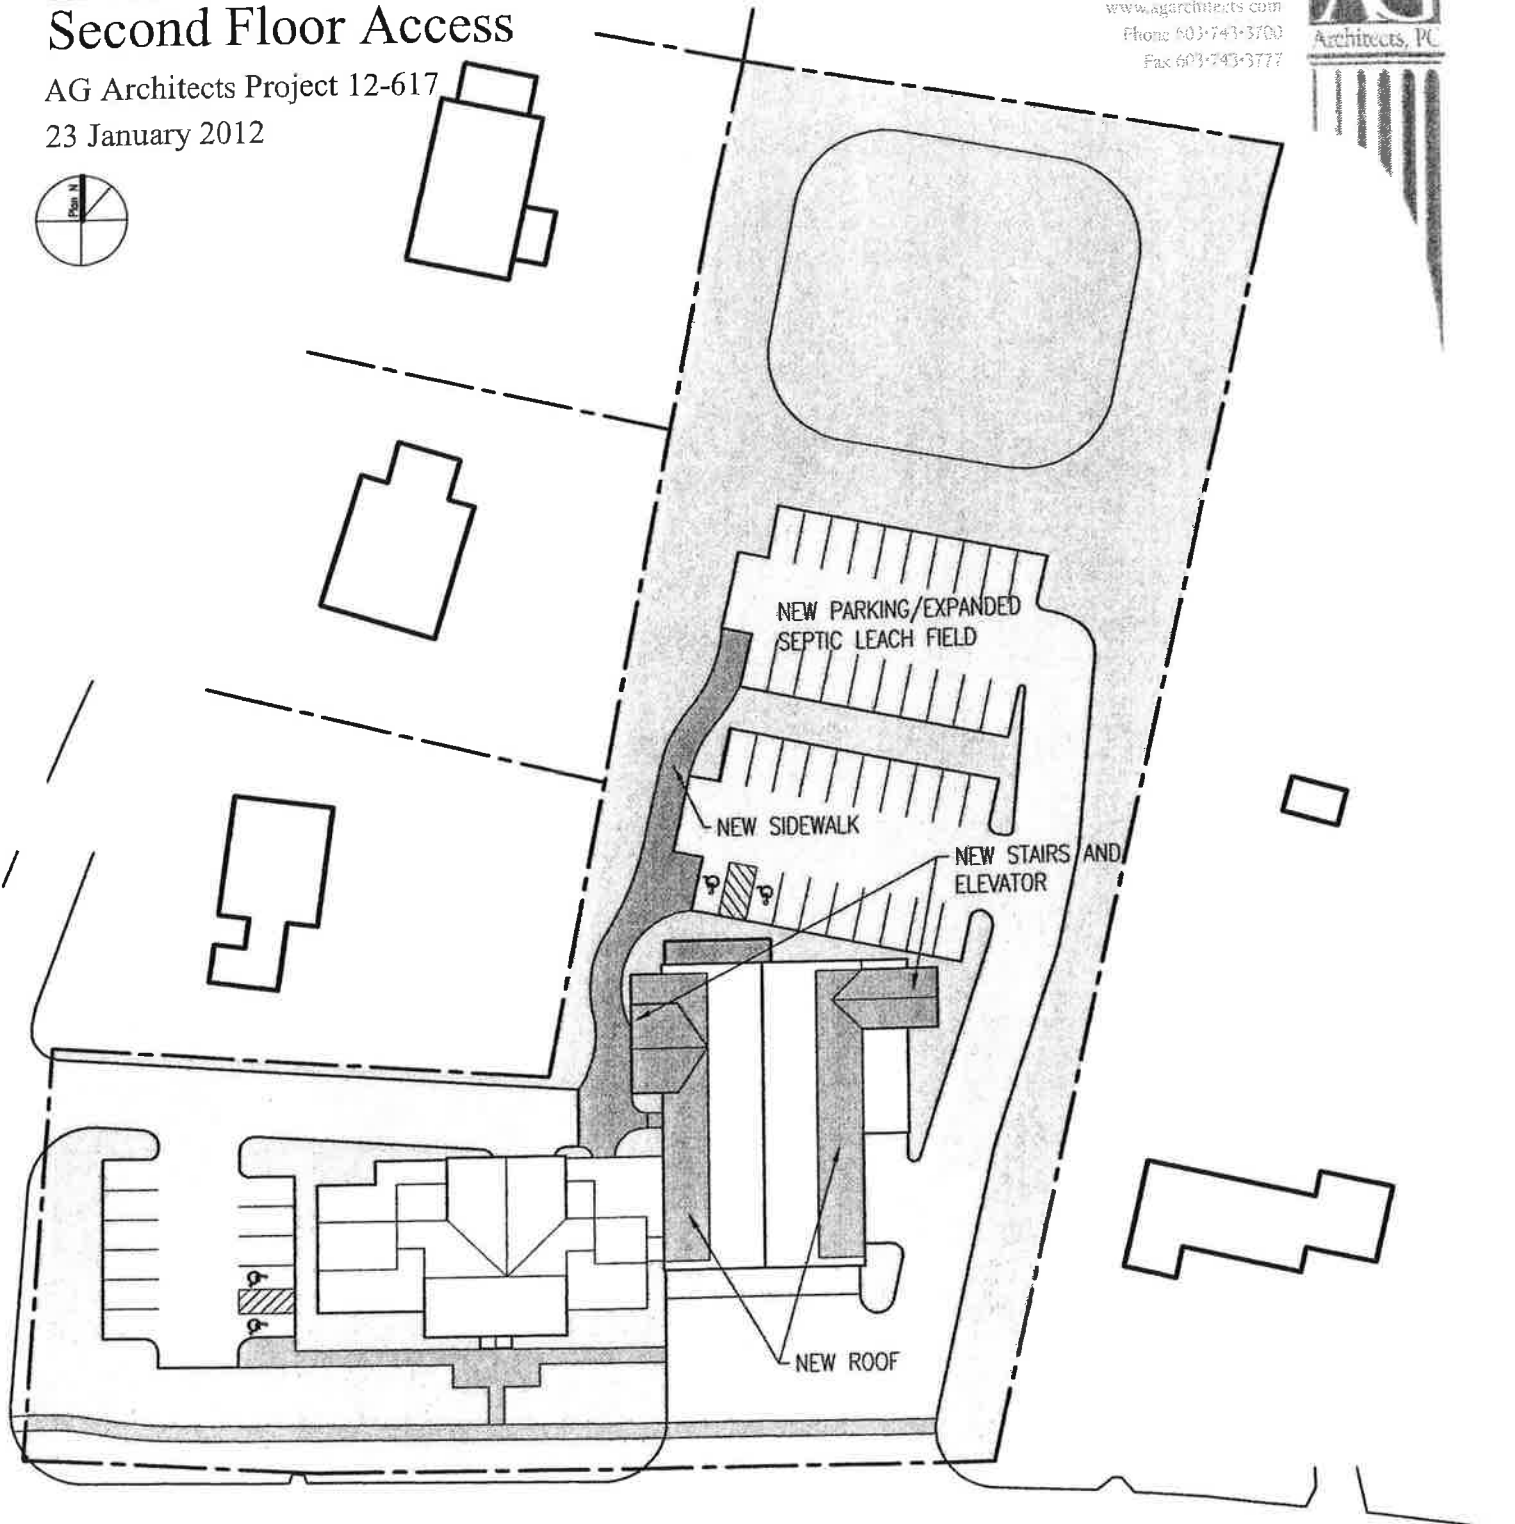 Second Floor Access
AG Architects Project 12-617
23 January 2012
Plan N
www.agarchitects.com
Phone 603•743•3700
Fax 603•743•3777
AG
Architects, PC
NEW PARKING/EXPANDED
SEPTIC LEACH FIELD
NEW SIDEWALK
NEW STAIRS AND
ELEVATOR
NEW ROOF